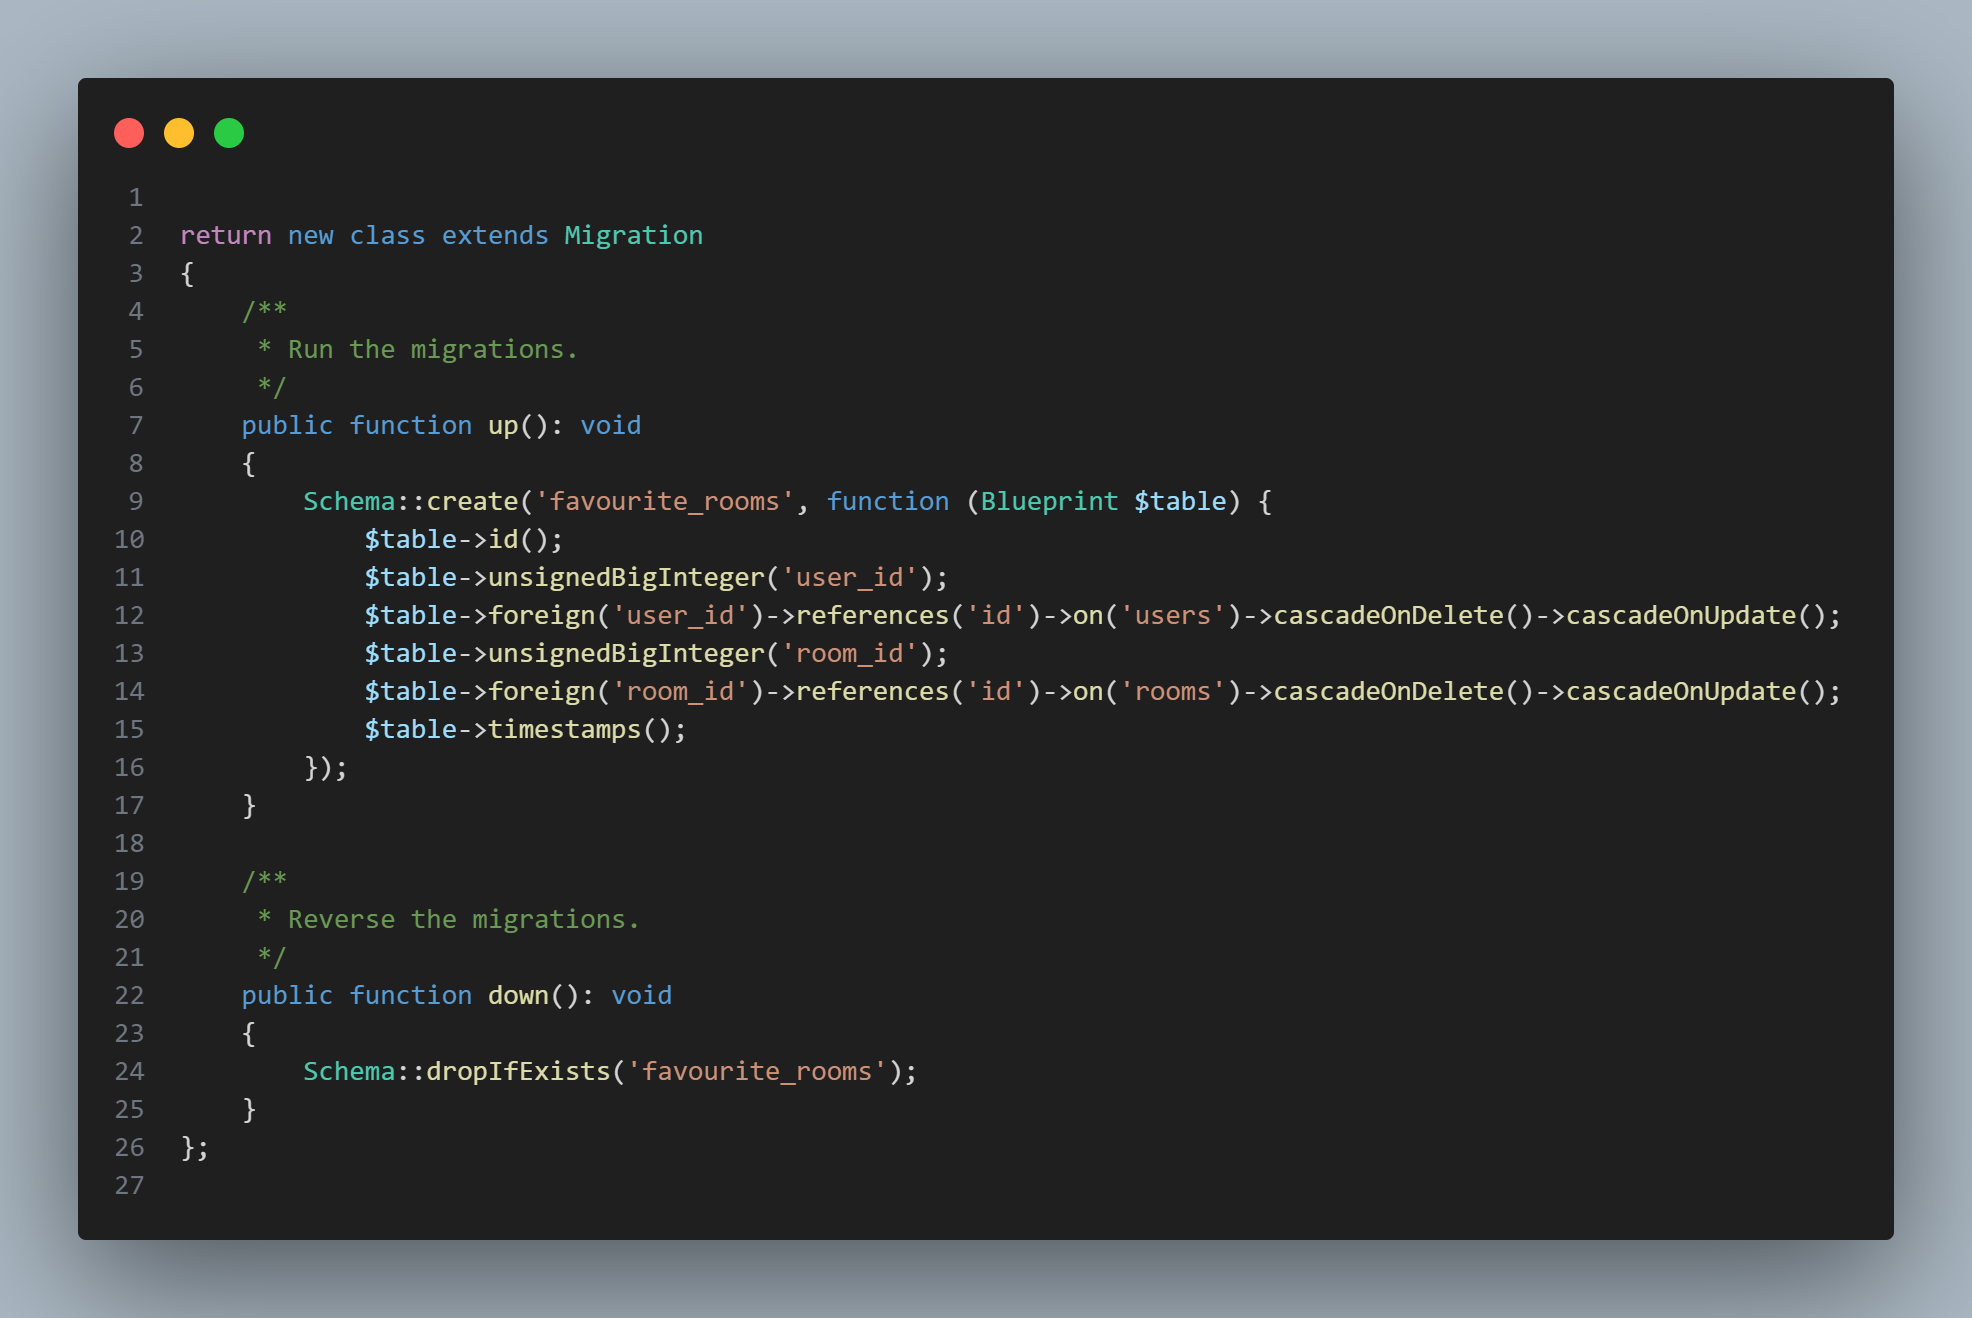 1
2 return new class extends Migration
3 {
4     /**
5      * Run the migrations.
6      */
7     public function up(): void
8     {
9         Schema::create('favourite_rooms', function (Blueprint $table) {
10             $table->id();
11             $table->unsignedBigInteger('user_id');
12             $table->foreign('user_id')->references('id')->on('users')->cascadeOnDelete()->cascadeOnUpdate();
13             $table->unsignedBigInteger('room_id');
14             $table->foreign('room_id')->references('id')->on('rooms')->cascadeOnDelete()->cascadeOnUpdate();
15             $table->timestamps();
16         });
17     }
18
19     /**
20      * Reverse the migrations.
21      */
22     public function down(): void
23     {
24         Schema::dropIfExists('favourite_rooms');
25     }
26 };
27